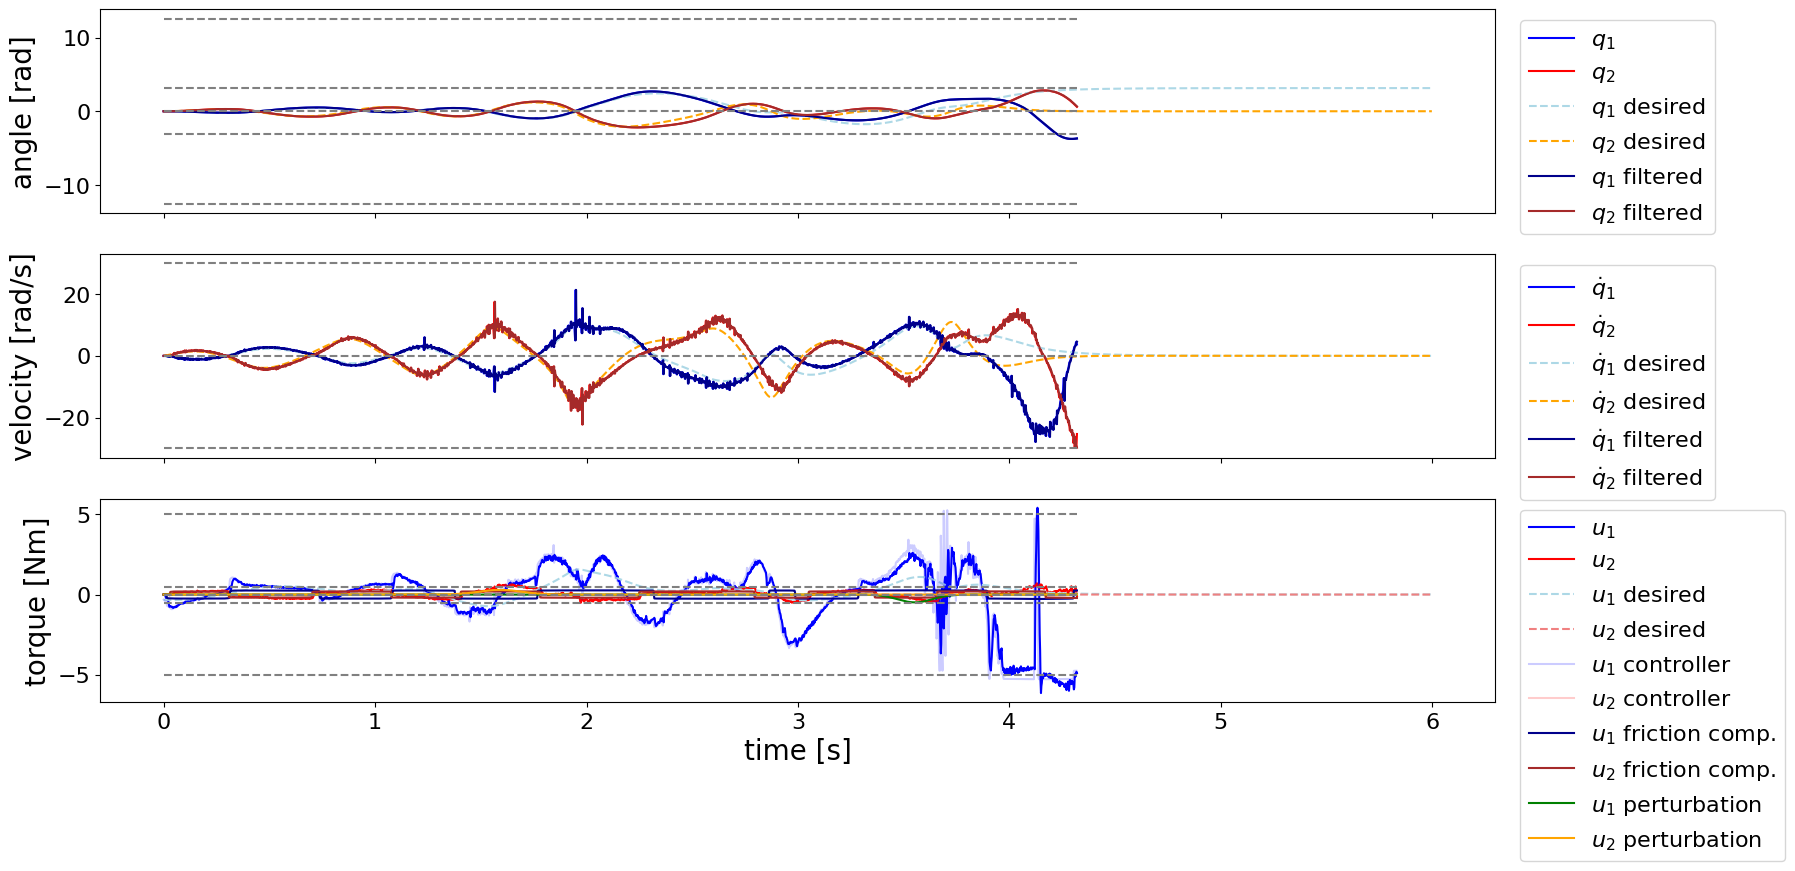 angle [rad]
10
0
−10
q₁
q₂
q₁ desired
q₂ desired
q₁ filtered
q₂ filtered
velocity [rad/s]
20
0
−20
q̇₁
q̇₂
q̇₁ desired
q̇₂ desired
q̇₁ filtered
q̇₂ filtered
torque [Nm]
5
0
−5
0 1 2 3 4 5 6
time [s]
u₁
u₂
u₁ desired
u₂ desired
u₁ controller
u₂ controller
u₁ friction comp.
u₂ friction comp.
u₁ perturbation
u₂ perturbation